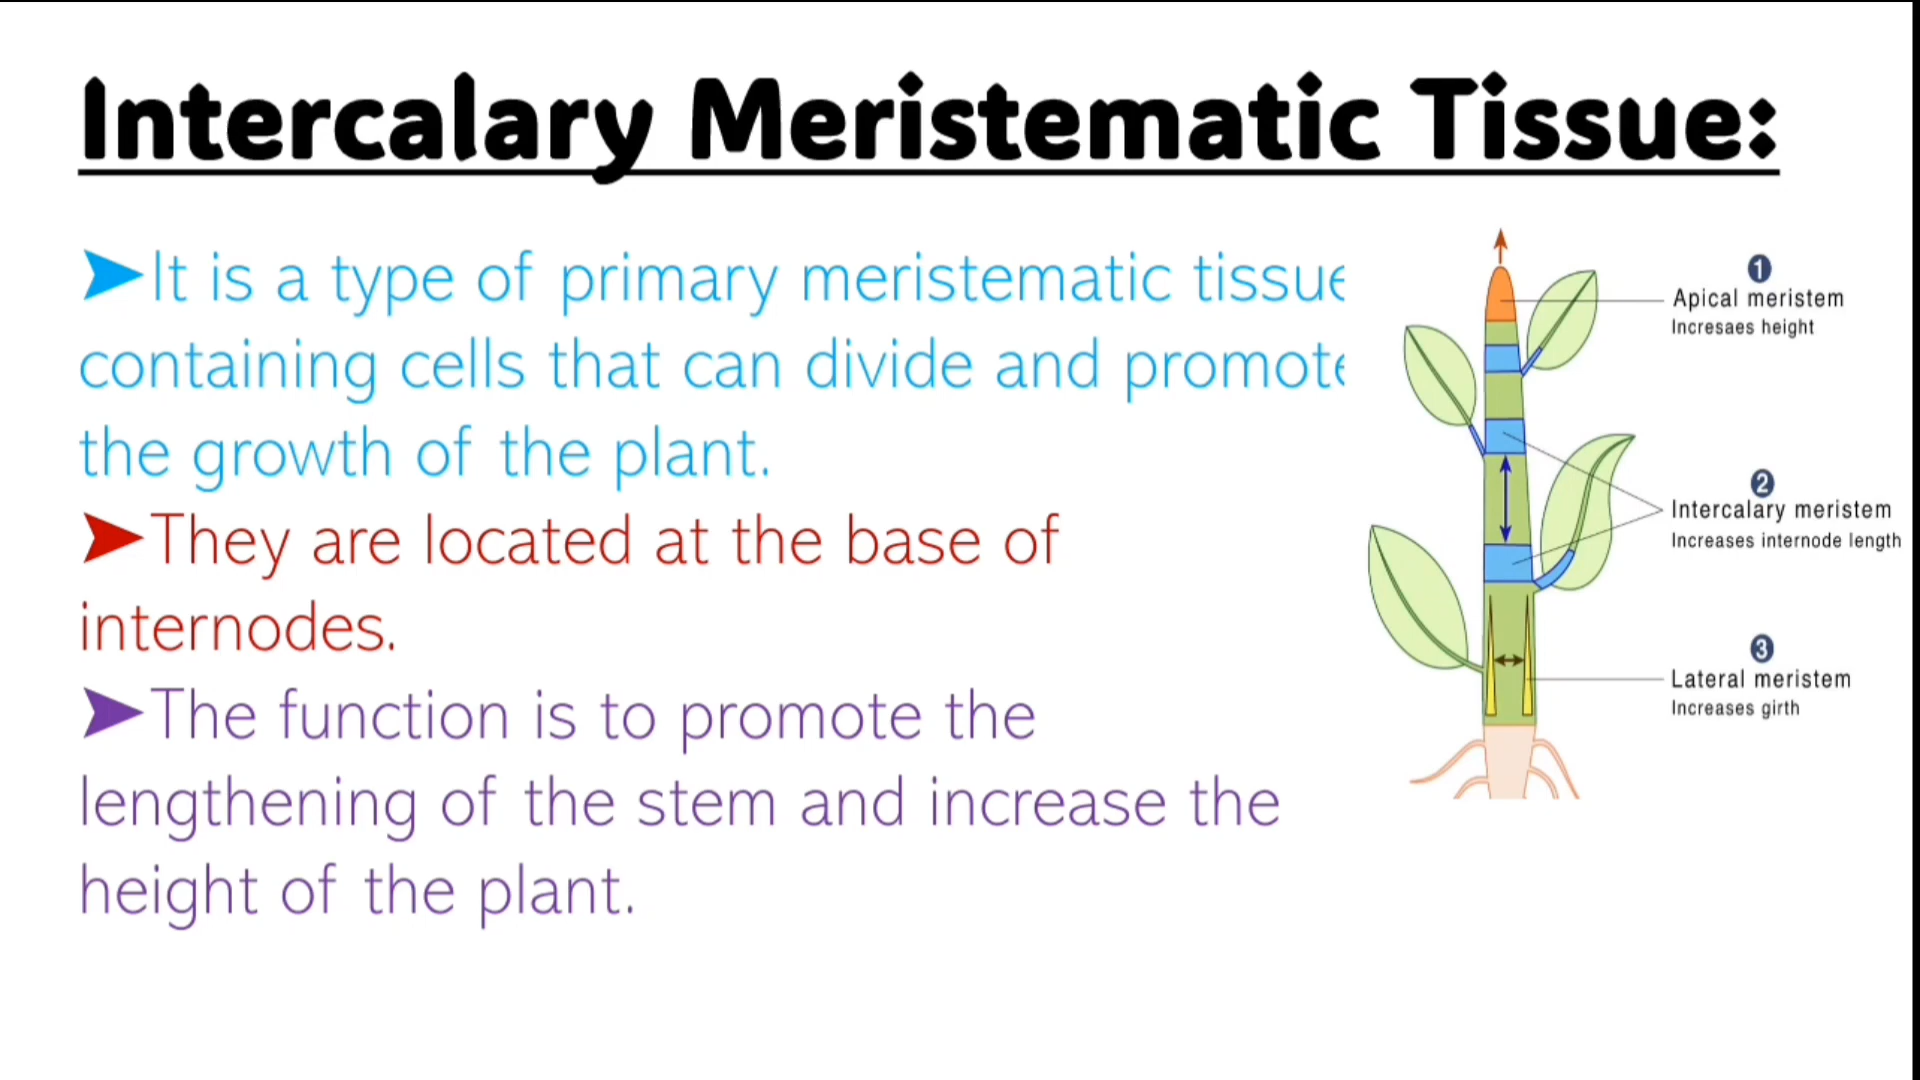 Intercalary Meristematic Tissue:
➤It is a type of primary meristematic tissue
containing cells that can divide and promote
the growth of the plant.
➤They are located at the base of
internodes.
➤The function is to promote the
lengthening of the stem and increase the
height of the plant.
1
Apical meristem
Incresaes height
2
Intercalary meristem
Increases internode length
3
Lateral meristem
Increases girth